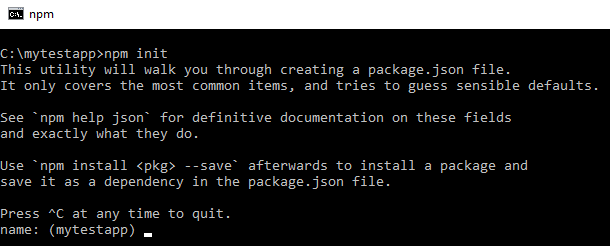 npm
C:\mytestapp>npm init
This utility will walk you through creating a package.json file.
It only covers the most common items, and tries to guess sensible defaults.
See `npm help json` for definitive documentation on these fields
and exactly what they do.
Use `npm install <pkg> --save` afterwards to install a package and
save it as a dependency in the package.json file.
Press ^C at any time to quit.
name: (mytestapp) _